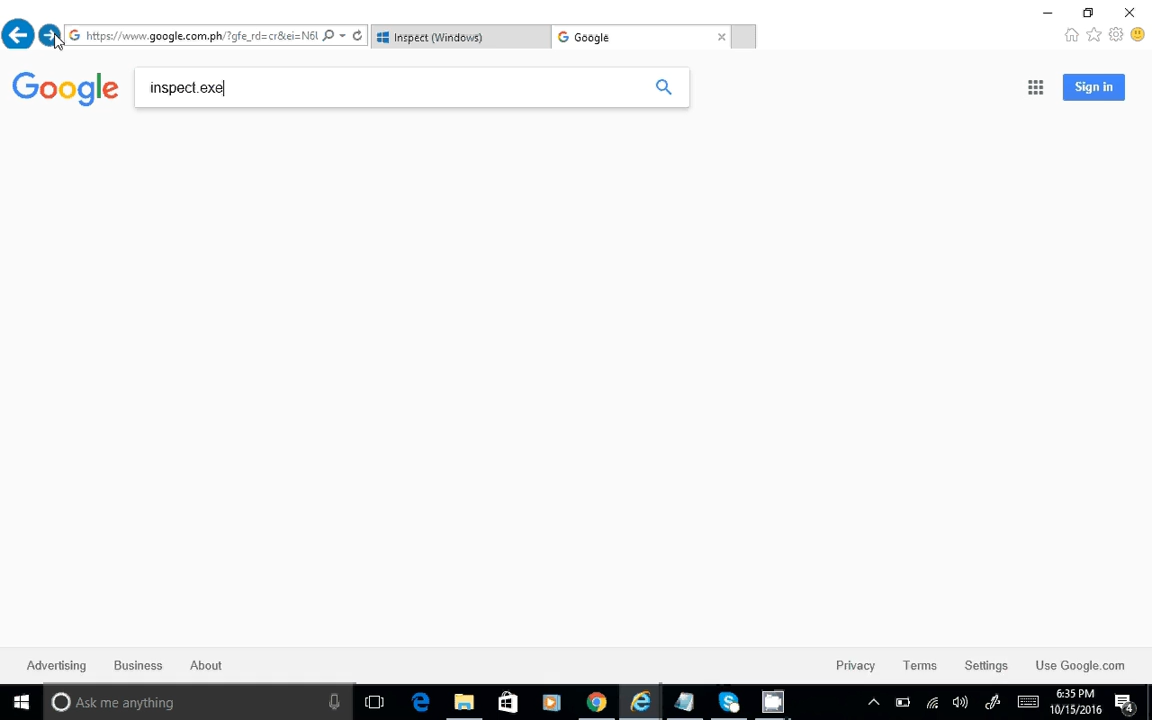 https://www.google.com.ph/?gfe_rd=cr&ei=N6l
Inspect (Windows)
Google
Google
inspect.exe
Sign in
Advertising
Business
About
Privacy
Terms
Settings
Use Google.com
Ask me anything
6:35 PM
10/15/2016
4